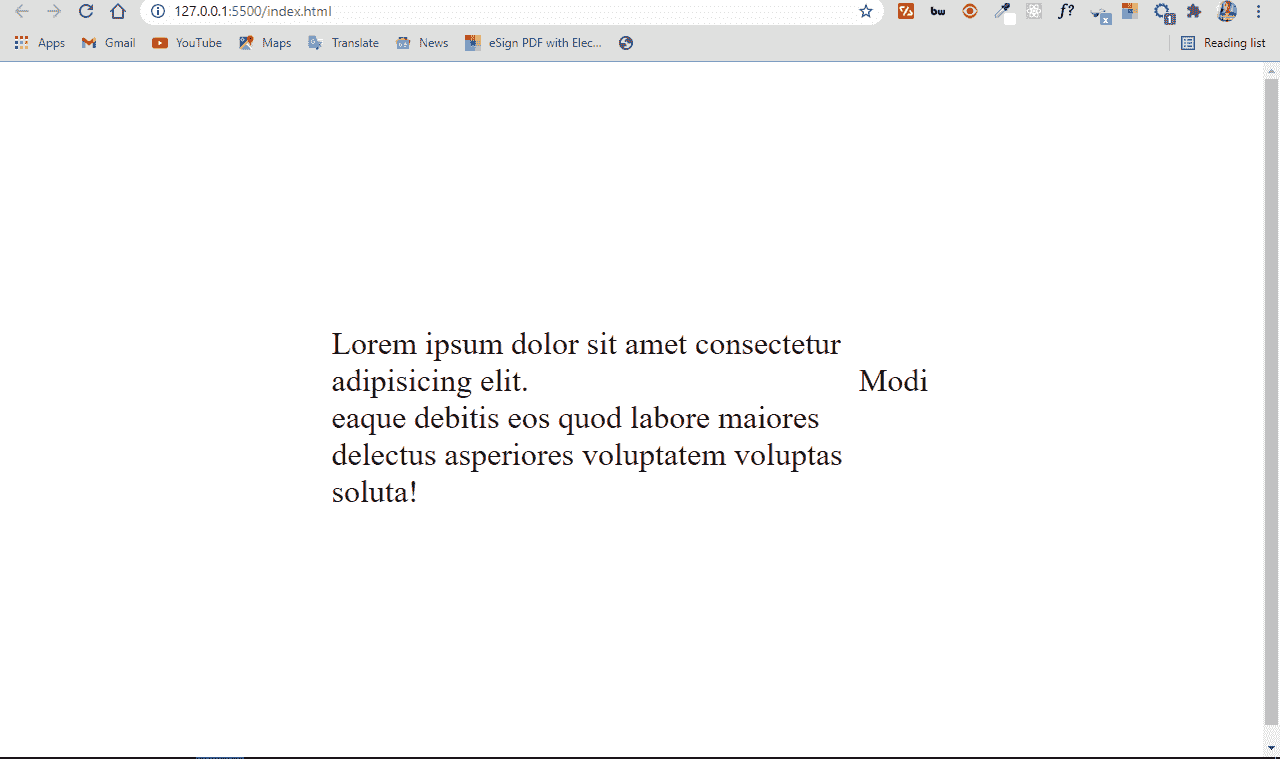 127.0.0.1:5500/index.html
bw
f?
x
1
Apps
Gmail
YouTube
Maps
Translate
News
eSign PDF with Elec...
Reading list
Lorem ipsum dolor sit amet consectetur
adipisicing elit. Modi
eaque debitis eos quod labore maiores
delectus asperiores voluptatem voluptas
soluta!